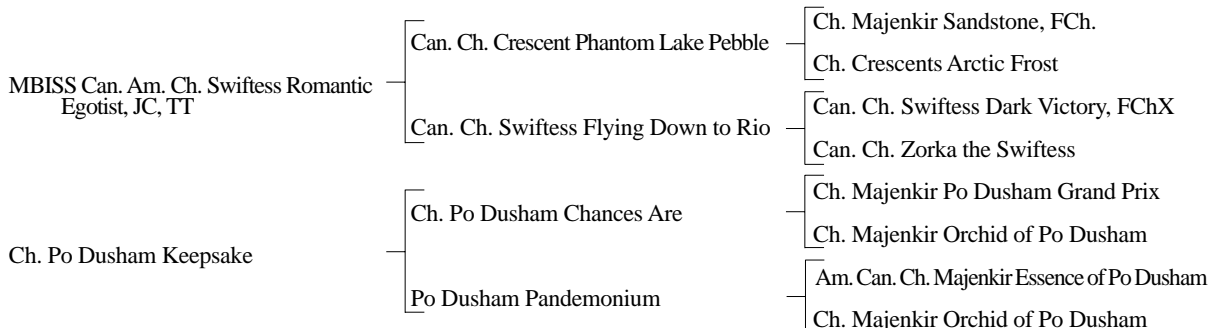 Ch. Majenkir Sandstone, FCh.
Can. Ch. Crescent Phantom Lake Pebble
Ch. Crescents Arctic Frost
MBISS Can. Am. Ch. Swiftess Romantic
Egotist, JC, TT
Can. Ch. Swiftess Dark Victory, FChX
Can. Ch. Swiftess Flying Down to Rio
Can. Ch. Zorka the Swiftess
Ch. Majenkir Po Dusham Grand Prix
Ch. Po Dusham Chances Are
Ch. Majenkir Orchid of Po Dusham
Ch. Po Dusham Keepsake
Am. Can. Ch. Majenkir Essence of Po Dusham
Po Dusham Pandemonium
Ch. Majenkir Orchid of Po Dusham